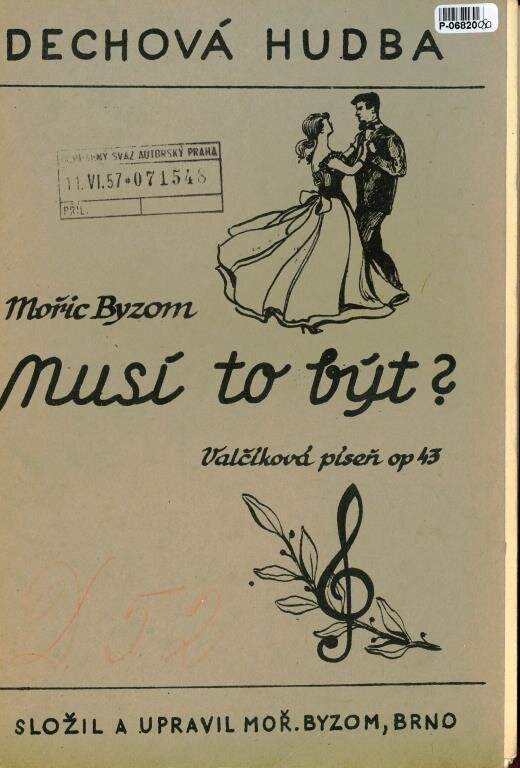 P-06820
DECHOVÁ HUDBA
SVAZ AUTORSKÝ PRAHA
11.VI.57*071548
PŘÍL.
Mořic Byzom
Musí to být?
Valčíková píseň op 43
52
SLOŽIL A UPRAVIL MOŘ. BYZOM, BRNO